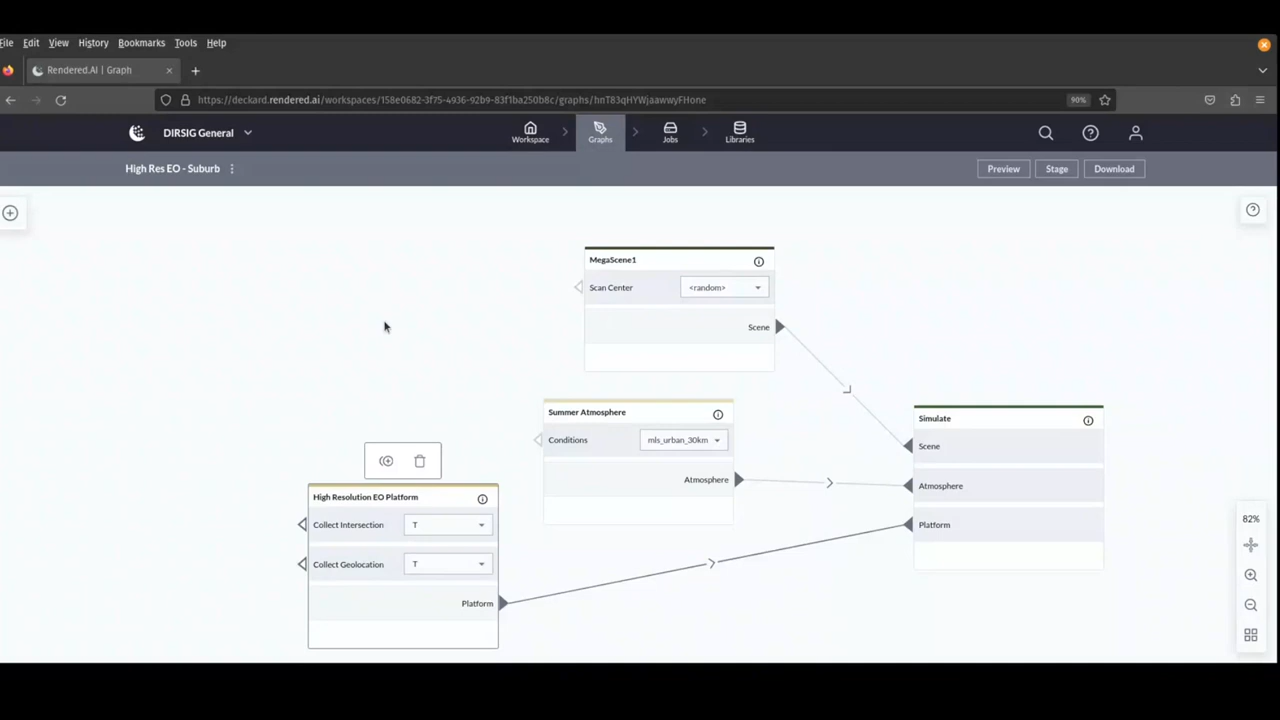 File Edit View History Bookmarks Tools Help
Rendered.AI | Graph
https://deckard.rendered.ai/workspaces/158e0682-3f75-4936-92b9-83f1ba250b8c/graphs/hnT83qHYWjaawwyFHone
90%
DIRSIG General
Workspace
Graphs
Jobs
Libraries
High Res EO - Suburb
Preview
Stage
Download
MegaScene1
Scan Center
<random>
Scene
Summer Atmosphere
Conditions
mls_urban_30km
Atmosphere
Simulate
Scene
Atmosphere
Platform
High Resolution EO Platform
Collect Intersection
T
Collect Geolocation
T
Platform
82%